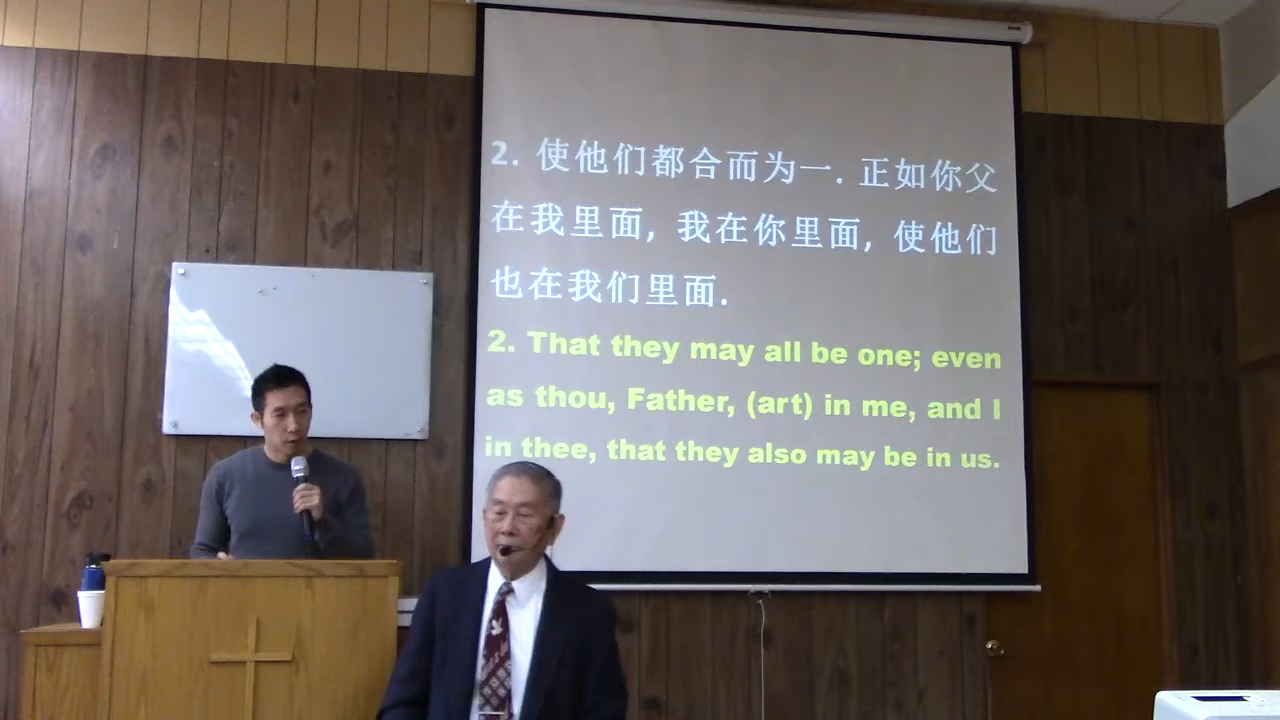 2. 使他们都合而为一. 正如你父
在我里面, 我在你里面, 使他们
也在我们里面.
2. That they may all be one; even
as thou, Father, (art) in me, and I
in thee, that they also may be in us.